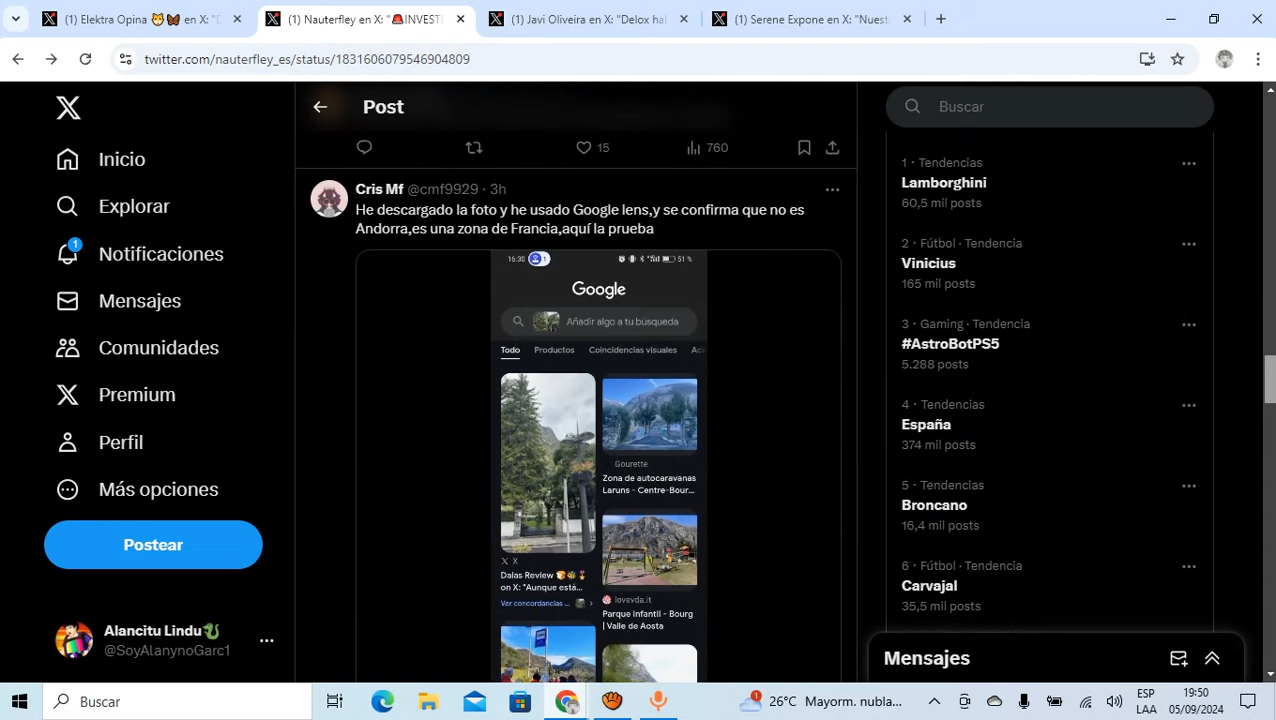 (1) Elektra Opina 🐯🦋 en X: "D
(1) Nauterfley en X: "🚨INVESTI
(1) Javi Oliveira en X: "Delox hal
(1) Serene Expone en X: "Nuest
twitter.com/nauterfley_es/status/1831606079546904809
X
Inicio
Explorar
1
Notificaciones
Mensajes
Comunidades
Premium
Perfil
Más opciones
Postear
Alancitu Lindu🐍
@SoyAlanynoGarc1
Post
15
760
Cris Mf @cmf9929 · 3h
He descargado la foto y he usado Google lens,y se confirma que no es
Andorra,es una zona de Francia,aquí la prueba
16:30
1
51 %
Google
Añadir algo a tu búsqueda
Todo
Productos
Coincidencias visuales
Gourette
Zona de autocaravanas
Laruns - Centre-Bour...
X X
Dalas Review
on X: "Aunque está...
Ver concordancias ...
lovevda.it
Parque infantil - Bourg
| Valle de Aosta
Buscar
1 · Tendencias
Lamborghini
60,5 mil posts
2 · Fútbol · Tendencia
Vinicius
165 mil posts
3 · Gaming · Tendencia
#AstroBotPS5
5.288 posts
4 · Tendencias
España
374 mil posts
5 · Tendencias
Broncano
16,4 mil posts
6 · Fútbol · Tendencia
Carvajal
35,5 mil posts
Mensajes
Buscar
1
26°C Mayorm. nubla...
ESP
LAA
19:50
05/09/2024